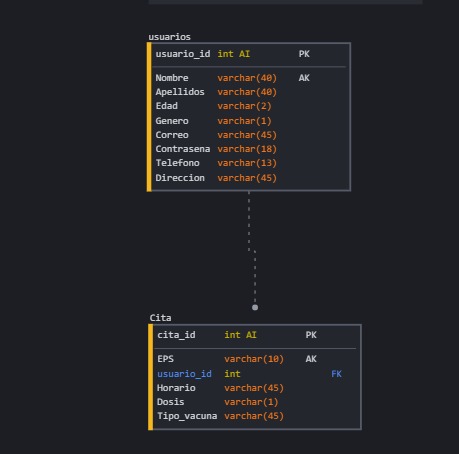 usuarios
usuario_id int AI PK
Nombre varchar(40) AK
Apellidos varchar(40)
Edad varchar(2)
Genero varchar(1)
Correo varchar(45)
Contrasena varchar(18)
Telefono varchar(13)
Direccion varchar(45)
Cita
cita_id int AI PK
EPS varchar(10) AK
usuario_id int FK
Horario varchar(45)
Dosis varchar(1)
Tipo_vacuna varchar(45)